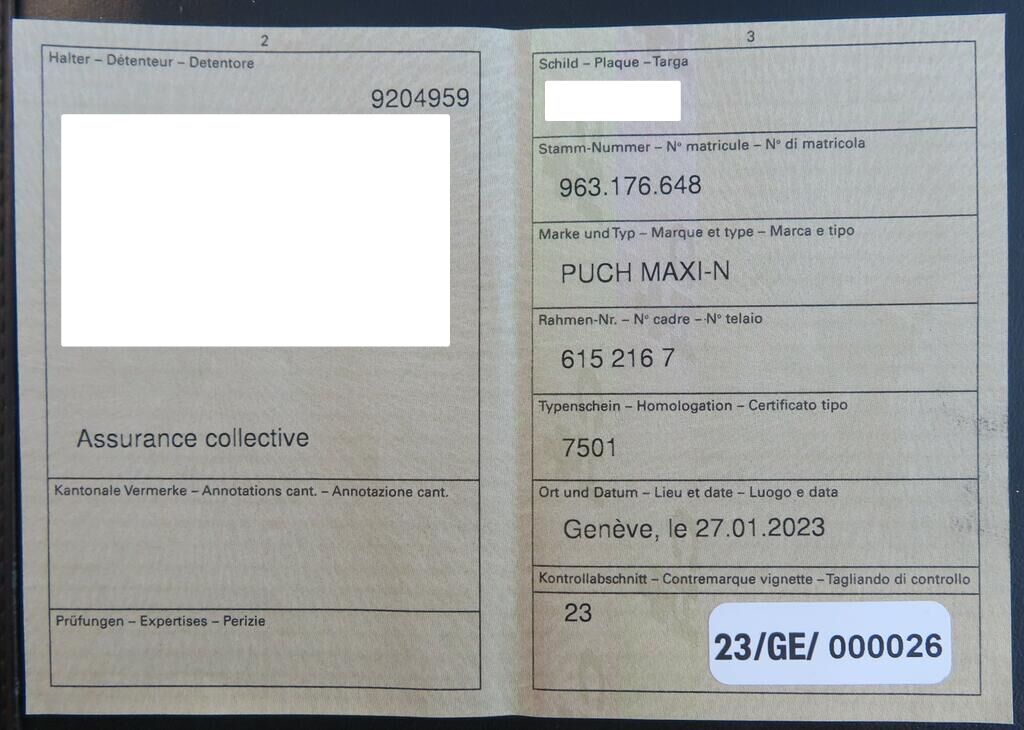 2
Halter – Détenteur – Detentore
9204959
Assurance collective
Kantonale Vermerke – Annotations cant. – Annotazione cant.
Prüfungen – Expertises – Perizie
3
Schild – Plaque – Targa
Stamm-Nummer – N° matricule – N° di matricola
963.176.648
Marke und Typ – Marque et type – Marca e tipo
PUCH MAXI-N
Rahmen-Nr. – N° cadre – N° telaio
615 216 7
Typenschein – Homologation – Certificato tipo
7501
Ort und Datum – Lieu et date – Luogo e data
Genève, le 27.01.2023
Kontrollabschnitt – Contremarque vignette – Tagliando di controllo
23
23/GE/ 000026